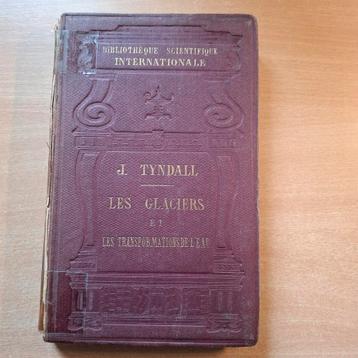 BIBLIOTHÈQUE SCIENTIFIQUE
INTERNATIONALE
J. TYNDALL
LES GLACIERS
ET
LES TRANSFORMATIONS DE L'EAU